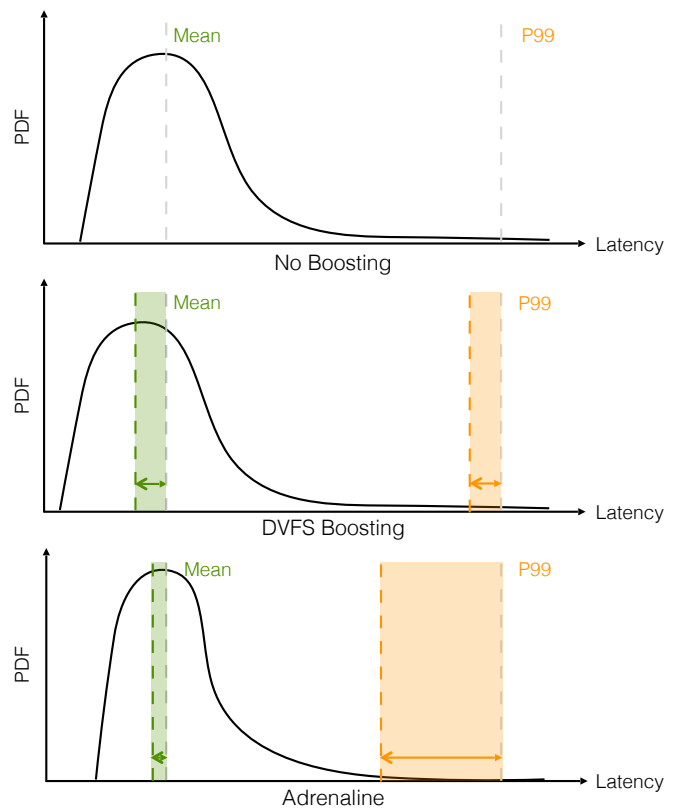 Mean
P99
PDF
Latency
No Boosting
Mean
P99
PDF
Latency
DVFS Boosting
Mean
P99
PDF
Latency
Adrenaline